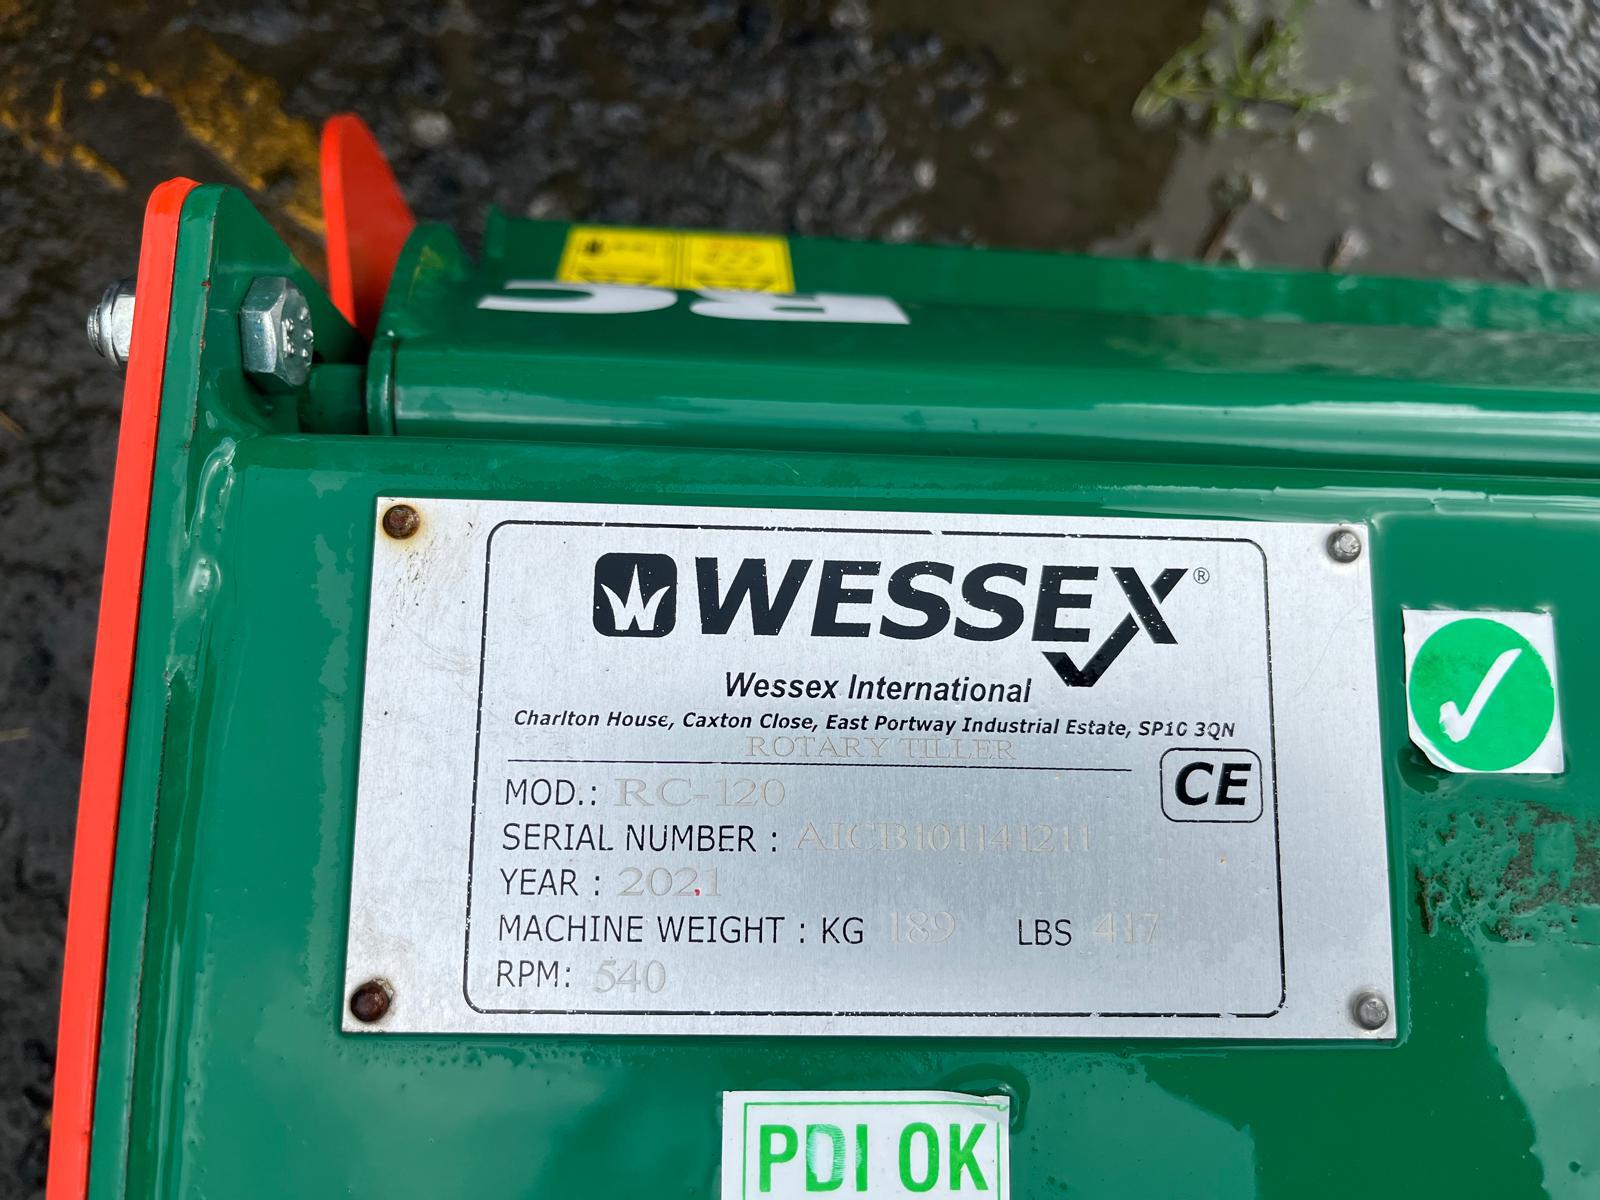 RC
WESSEX®
Wessex International
Charlton House, Caxton Close, East Portway Industrial Estate, SP10 3QN
ROTARY TILLER
MOD.: RC-120
CE
SERIAL NUMBER : AICB101141211
YEAR : 2021
MACHINE WEIGHT : KG 189 LBS 417
RPM: 540
PDI OK